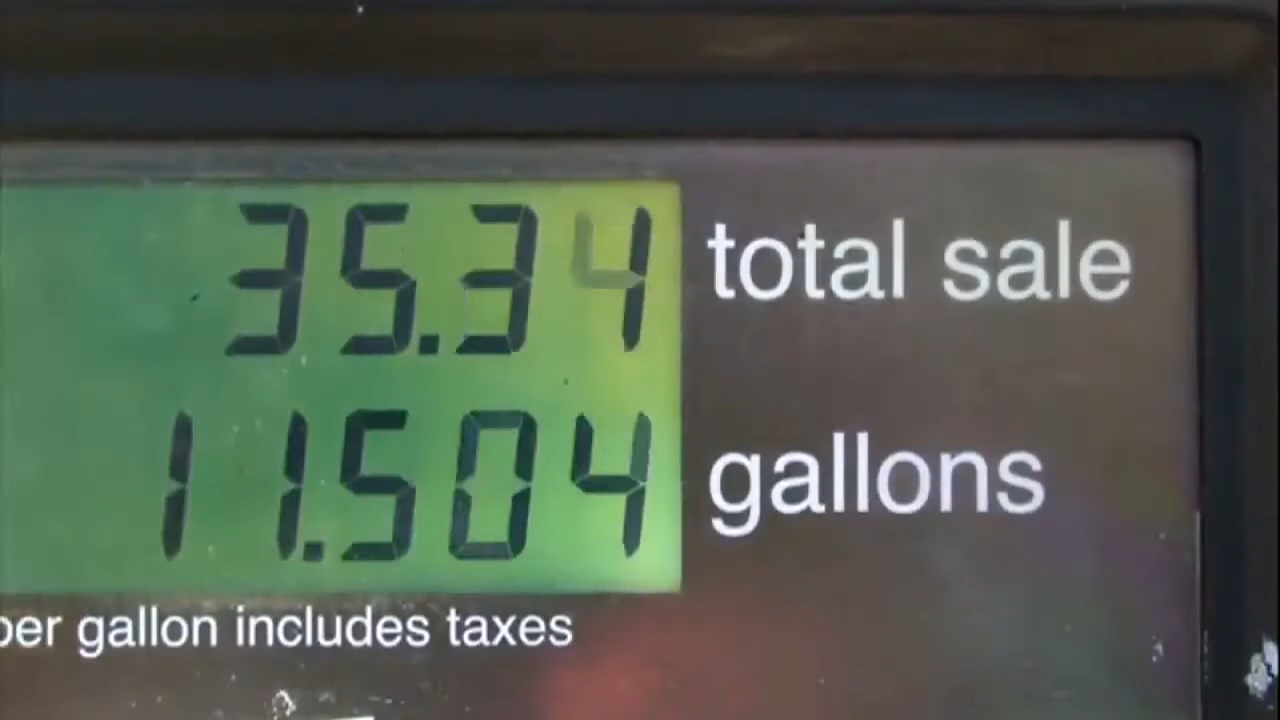 35.34 total sale
11.504 gallons
per gallon includes taxes